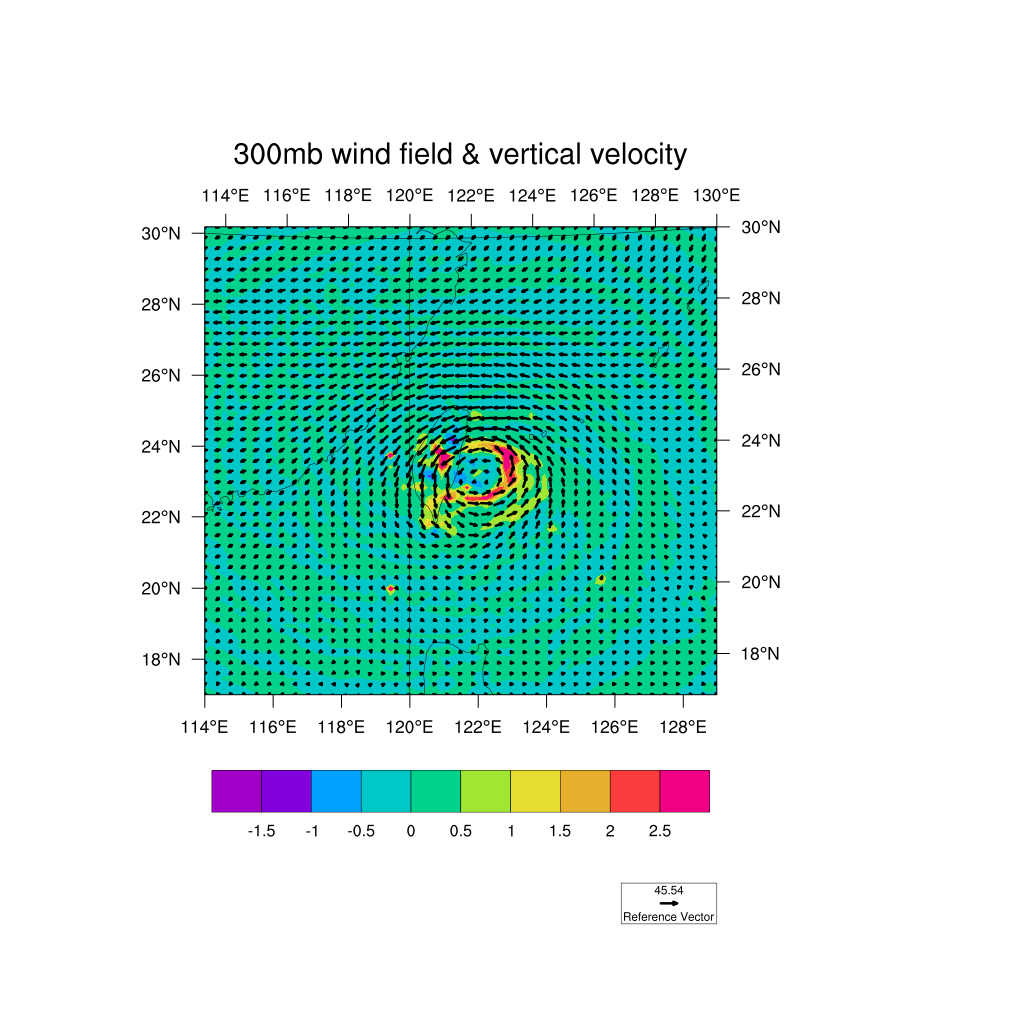 300mb wind field & vertical velocity
114°E 116°E 118°E 120°E 122°E 124°E 126°E 128°E 130°E
30°N 30°N
28°N 28°N
26°N 26°N
24°N 24°N
22°N 22°N
20°N 20°N
18°N 18°N
114°E 116°E 118°E 120°E 122°E 124°E 126°E 128°E
-1.5 -1 -0.5 0 0.5 1 1.5 2 2.5
45.54
Reference Vector